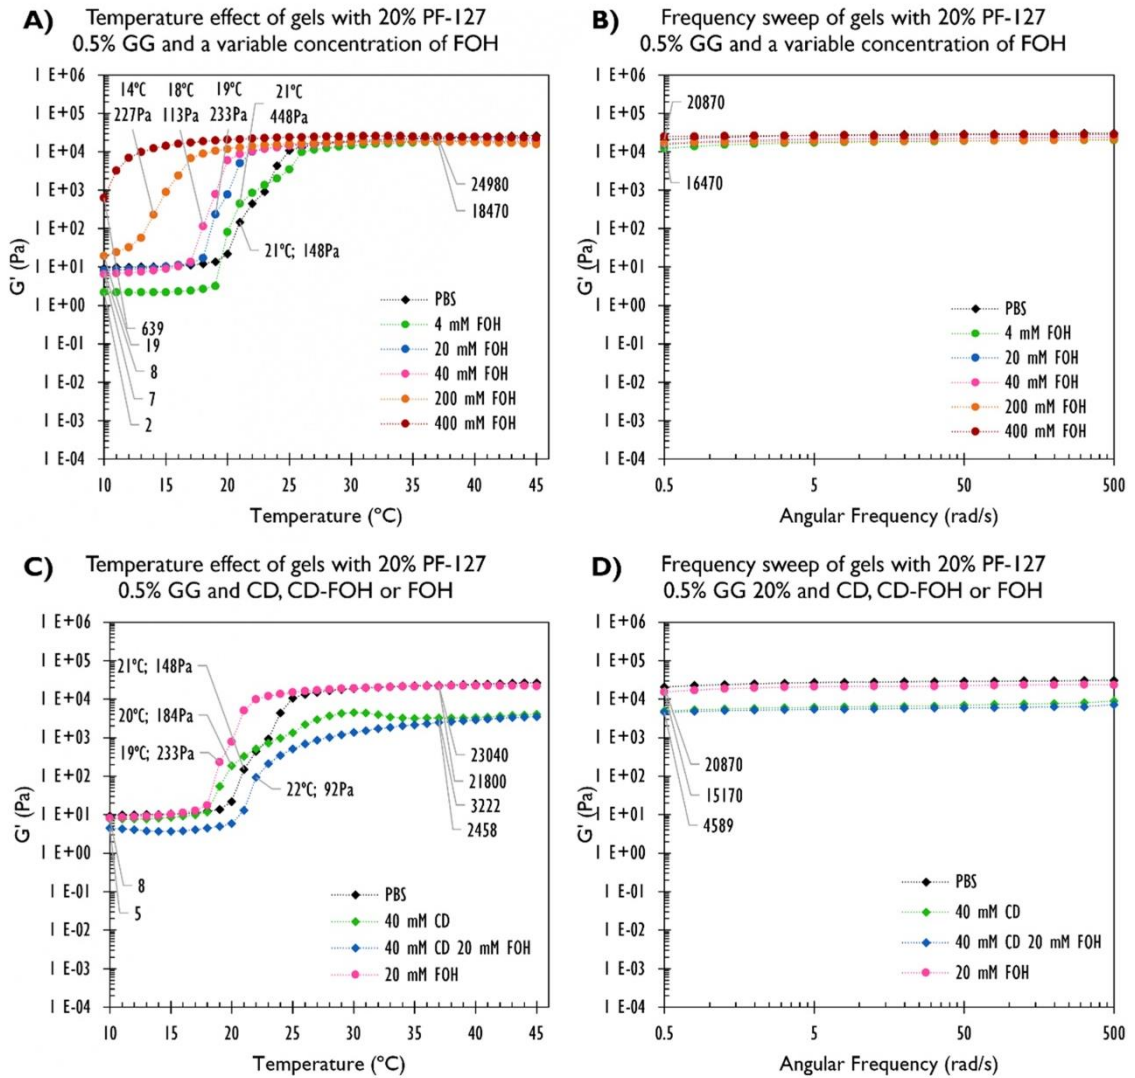 A) Temperature effect of gels with 20% PF-127
0.5% GG and a variable concentration of FOH
1 E+06
1 E+05
1 E+04
1 E+03
1 E+02
1 E+01
1 E+00
1 E-01
1 E-02
1 E-03
1 E-04
G' (Pa)
14°C
227Pa
18°C
113Pa
19°C
233Pa
21°C
448Pa
24980
18470
21°C; 148Pa
639
19
8
7
2
PBS
4 mM FOH
20 mM FOH
40 mM FOH
200 mM FOH
400 mM FOH
10 15 20 25 30 35 40 45
Temperature (°C)
B) Frequency sweep of gels with 20% PF-127
0.5% GG and a variable concentration of FOH
1 E+06
1 E+05
1 E+04
1 E+03
1 E+02
1 E+01
1 E+00
1 E-01
1 E-02
1 E-03
1 E-04
G' (Pa)
20870
16470
PBS
4 mM FOH
20 mM FOH
40 mM FOH
200 mM FOH
400 mM FOH
0.5 5 50 500
Angular Frequency (rad/s)
C) Temperature effect of gels with 20% PF-127
0.5% GG and CD, CD-FOH or FOH
1 E+06
1 E+05
1 E+04
1 E+03
1 E+02
1 E+01
1 E+00
1 E-01
1 E-02
1 E-03
1 E-04
G' (Pa)
21°C; 148Pa
20°C; 184Pa
19°C; 233Pa
22°C; 92Pa
23040
21800
3222
2458
8
5
PBS
40 mM CD
40 mM CD 20 mM FOH
20 mM FOH
10 15 20 25 30 35 40 45
Temperature (°C)
D) Frequency sweep of gels with 20% PF-127
0.5% GG 20% and CD, CD-FOH or FOH
1 E+06
1 E+05
1 E+04
1 E+03
1 E+02
1 E+01
1 E+00
1 E-01
1 E-02
1 E-03
1 E-04
G' (Pa)
20870
15170
4589
PBS
40 mM CD
40 mM CD 20 mM FOH
20 mM FOH
0.5 5 50 500
Angular Frequency (rad/s)